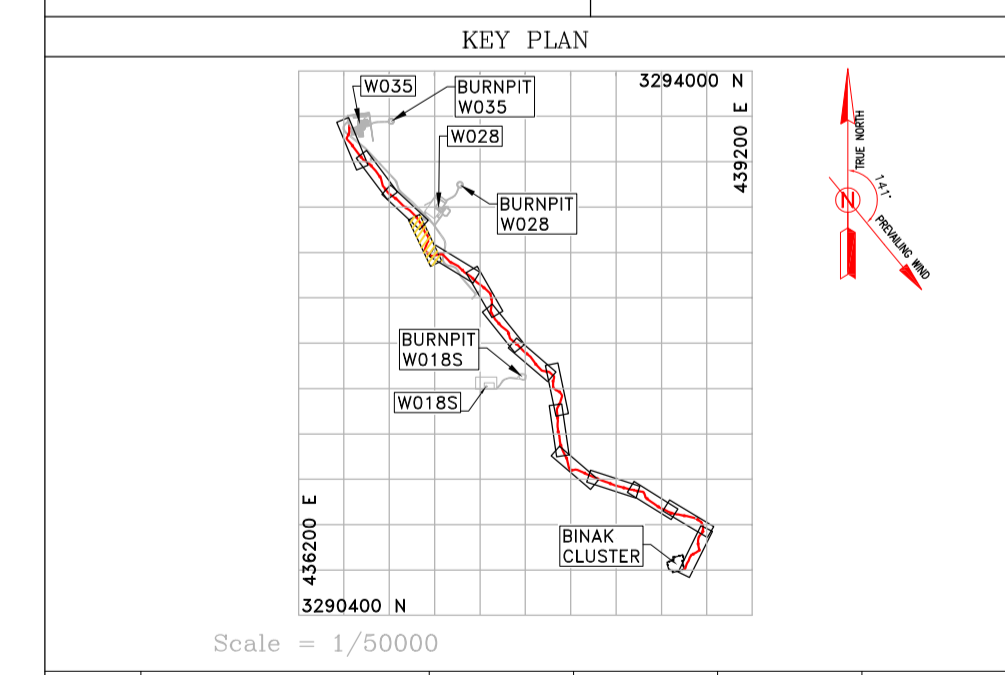 KEY PLAN
3294000 N
439200 E
W035
BURNPIT
W035
W028
BURNPIT
W028
BURNPIT
W018S
W018S
BINAK
CLUSTER
436200 E
3290400 N
TRUE NORTH
N
141°
PREVAILING WIND
Scale = 1/50000